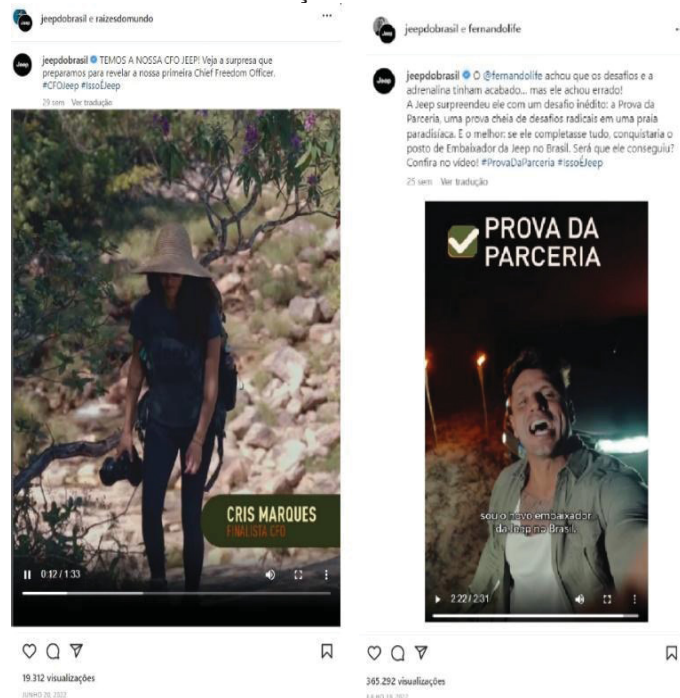 jeepdobrasil e raizesdomundo
Jeep
jeepdobrasil TEMOS A NOSSA CFO JEEP! Veja a surpresa que
preparamos para revelar a nossa primeira Chief Freedom Officer.
#CFOJeep #IssoÉJeep
29 sem Ver tradução
CRIS MARQUES
FINALISTA CFO
0:12 / 1:33
19.312 visualizações
JUNHO 20, 2022
jeepdobrasil e fernandolife
Jeep
jeepdobrasil O @fernandolife achou que os desafios e a
adrenalina tinham acabado... mas ele achou errado!
A Jeep surpreendeu ele com um desafio inédito: a Prova da
Parceria, uma prova cheia de desafios radicais em uma praia
paradisíaca. E o melhor: se ele completasse tudo, conquistaria o
posto de Embaixador da Jeep no Brasil. Será que ele conseguiu?
Confira no vídeo! #ProvaDaParceria #IssoÉJeep
25 sem Ver tradução
PROVA DA
PARCERIA
sou o novo embaixador
da Jeep no Brasil.
2:22 / 2:31
365.292 visualizações